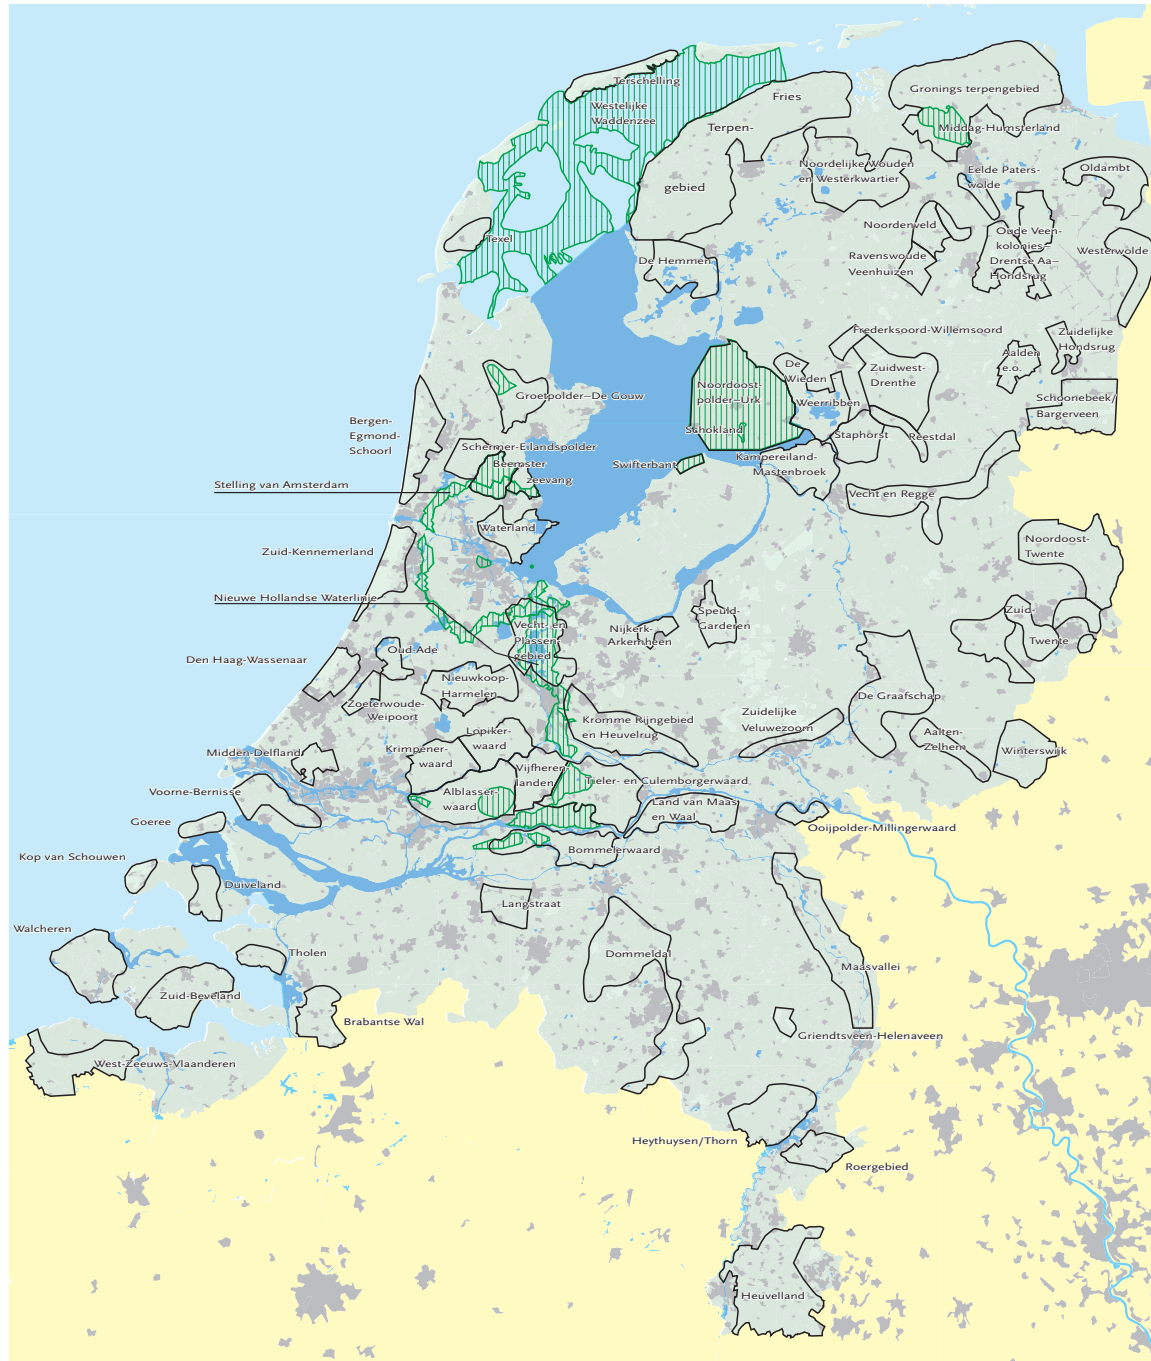 Terschelling
Westelijke
Waddenzee
Fries
Terpen-
gebied
Gronings terpengebied
Middag-Humsterland
Noordelijke Wouden
en Westerkwartier
Eelde Paters-
wolde
Oldambt
Texel
De Hemmen
Noordenveld
Ravenswoude
Veenhuizen
Oude Veen-
kolonies–
Drentse Aa–
Hondsrug
Westerwolde
Frederksoord-Willemsoord
Zuidelijke
Hondsrug
Aalden
e.o.
De
Wieden -
Weerribben
Zuidwest-
Drenthe
Noordoost-
polder–Urk
Schokland
Schoonebeek/
Bargerveen
Groetpolder–De Gouw
Bergen-
Egmond-
Schoorl
Schermer-Eilandspolder
Beemster
zeevang
Swifterbant
Kampereiland-
Mastenbroek
Staphorst
Reestdal
Stelling van Amsterdam
Vecht en Regge
Waterland
Zuid-Kennemerland
Noordoost-
Twente
Nieuwe Hollandse Waterlinie
Vecht- en
Plassen-
gebied
Nijkerk-
Arkemheen
Speuld-
Garderen
Zuid-
Twente
Oud-Ade
Den Haag-Wassenaar
Nieuwkoop-
Harmelen
Zoeterwoude-
Weipoort
De Graafschap
Kromme Rijngebied
en Heuvelrug
Zuidelijke
Veluwezoom
Lopiker-
waard
Krimpener-
waard
Aalten-
Zelhem
Winterswijk
Midden-Delfland
Vijfheren-
landen
Tieler- en Culemborgerwaard
Voorne-Bernisse
Alblasser-
waard
Land van Maas
en Waal
Goeree
Ooijpolder-Millingerwaard
Bommelerwaard
Kop van Schouwen
Duiveland
Langstraat
Walcheren
Tholen
Dommeldal
Maasvallei
Zuid-Beveland
Brabantse Wal
Griendtsveen-Helenaveen
West-Zeeuws-Vlaanderen
Heythuysen/Thorn
Roergebied
Heuvelland